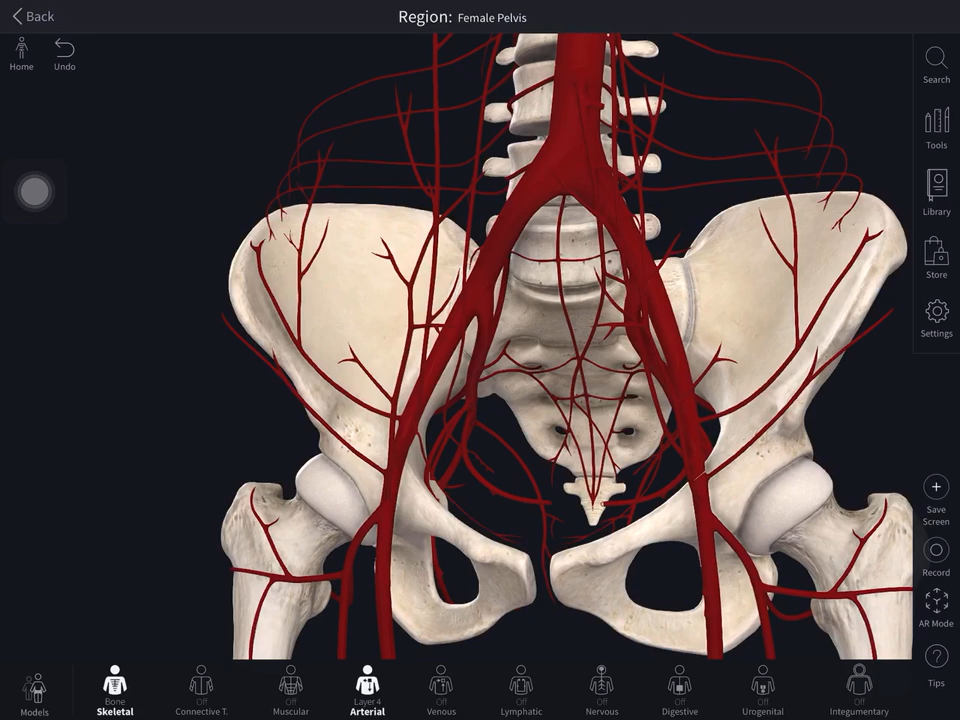 Back
Region: Female Pelvis
Home
Undo
Search
Tools
Library
Store
Settings
Save
Screen
Record
AR Mode
Tips
Models
Bone
Skeletal
Off
Connective T.
Off
Muscular
Layer 4
Arterial
Off
Venous
Off
Lymphatic
Off
Nervous
Off
Digestive
Off
Urogenital
Off
Integumentary